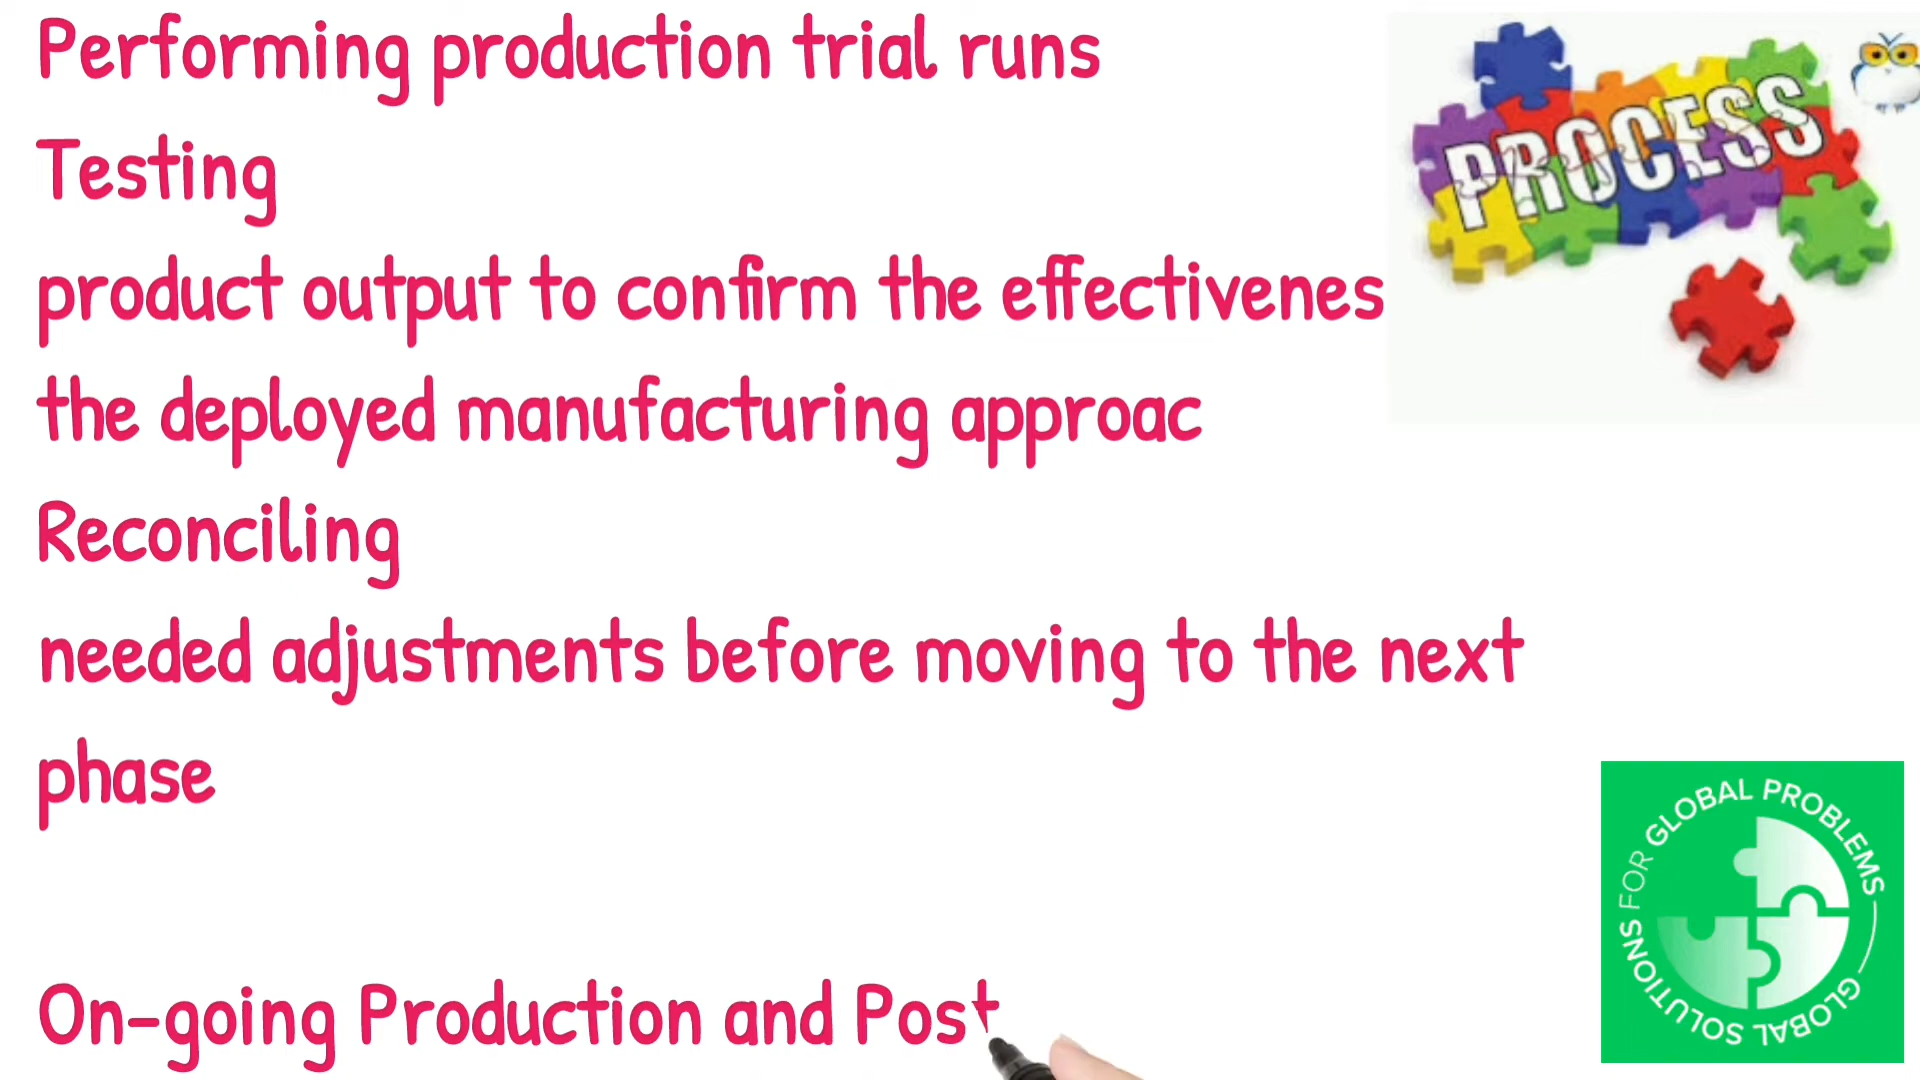 Performing production trial runs
Testing
product output to confirm the effectivenes
the deployed manufacturing approac
Reconciling
needed adjustments before moving to the next
phase
On-going Production and Post
PROCESS
GLOBAL SOLUTIONS FOR GLOBAL PROBLEMS